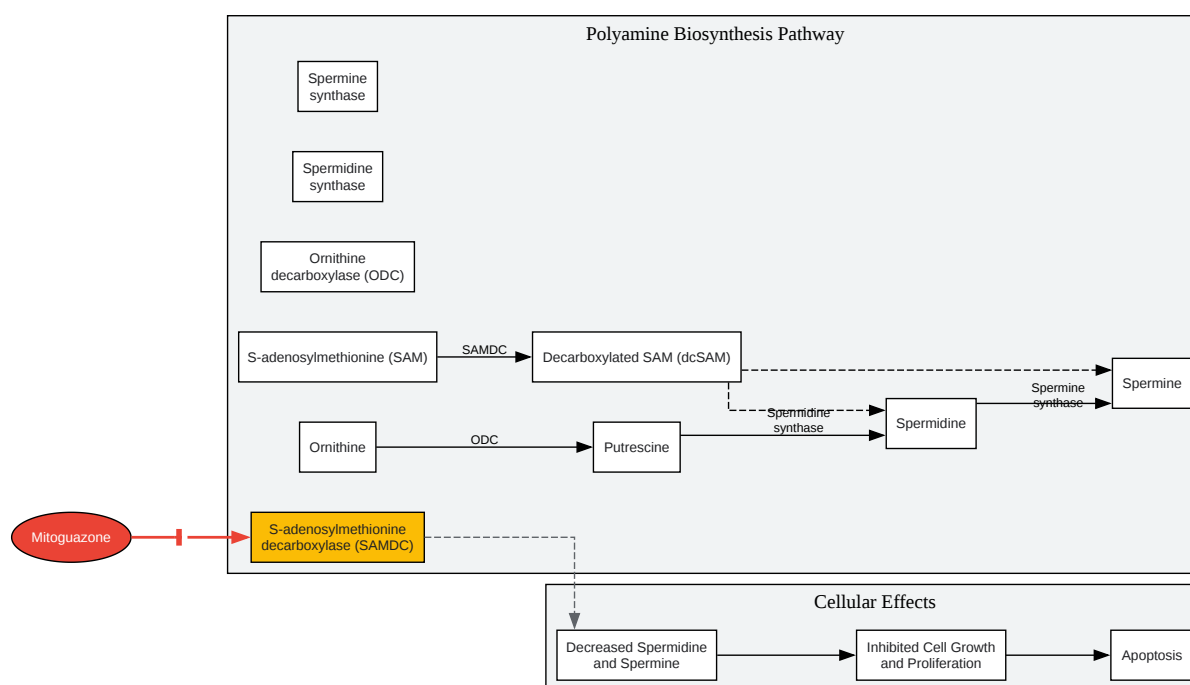 Polyamine Biosynthesis Pathway
Spermine
synthase
Spermidine
synthase
Ornithine
decarboxylase (ODC)
S-adenosylmethionine (SAM)
SAMDC
Decarboxylated SAM (dcSAM)
Spermine
synthase
Spermine
Spermidine
synthase
Spermidine
Ornithine
ODC
Putrescine
Mitoguazone
S-adenosylmethionine
decarboxylase (SAMDC)
Cellular Effects
Decreased Spermidine
and Spermine
Inhibited Cell Growth
and Proliferation
Apoptosis